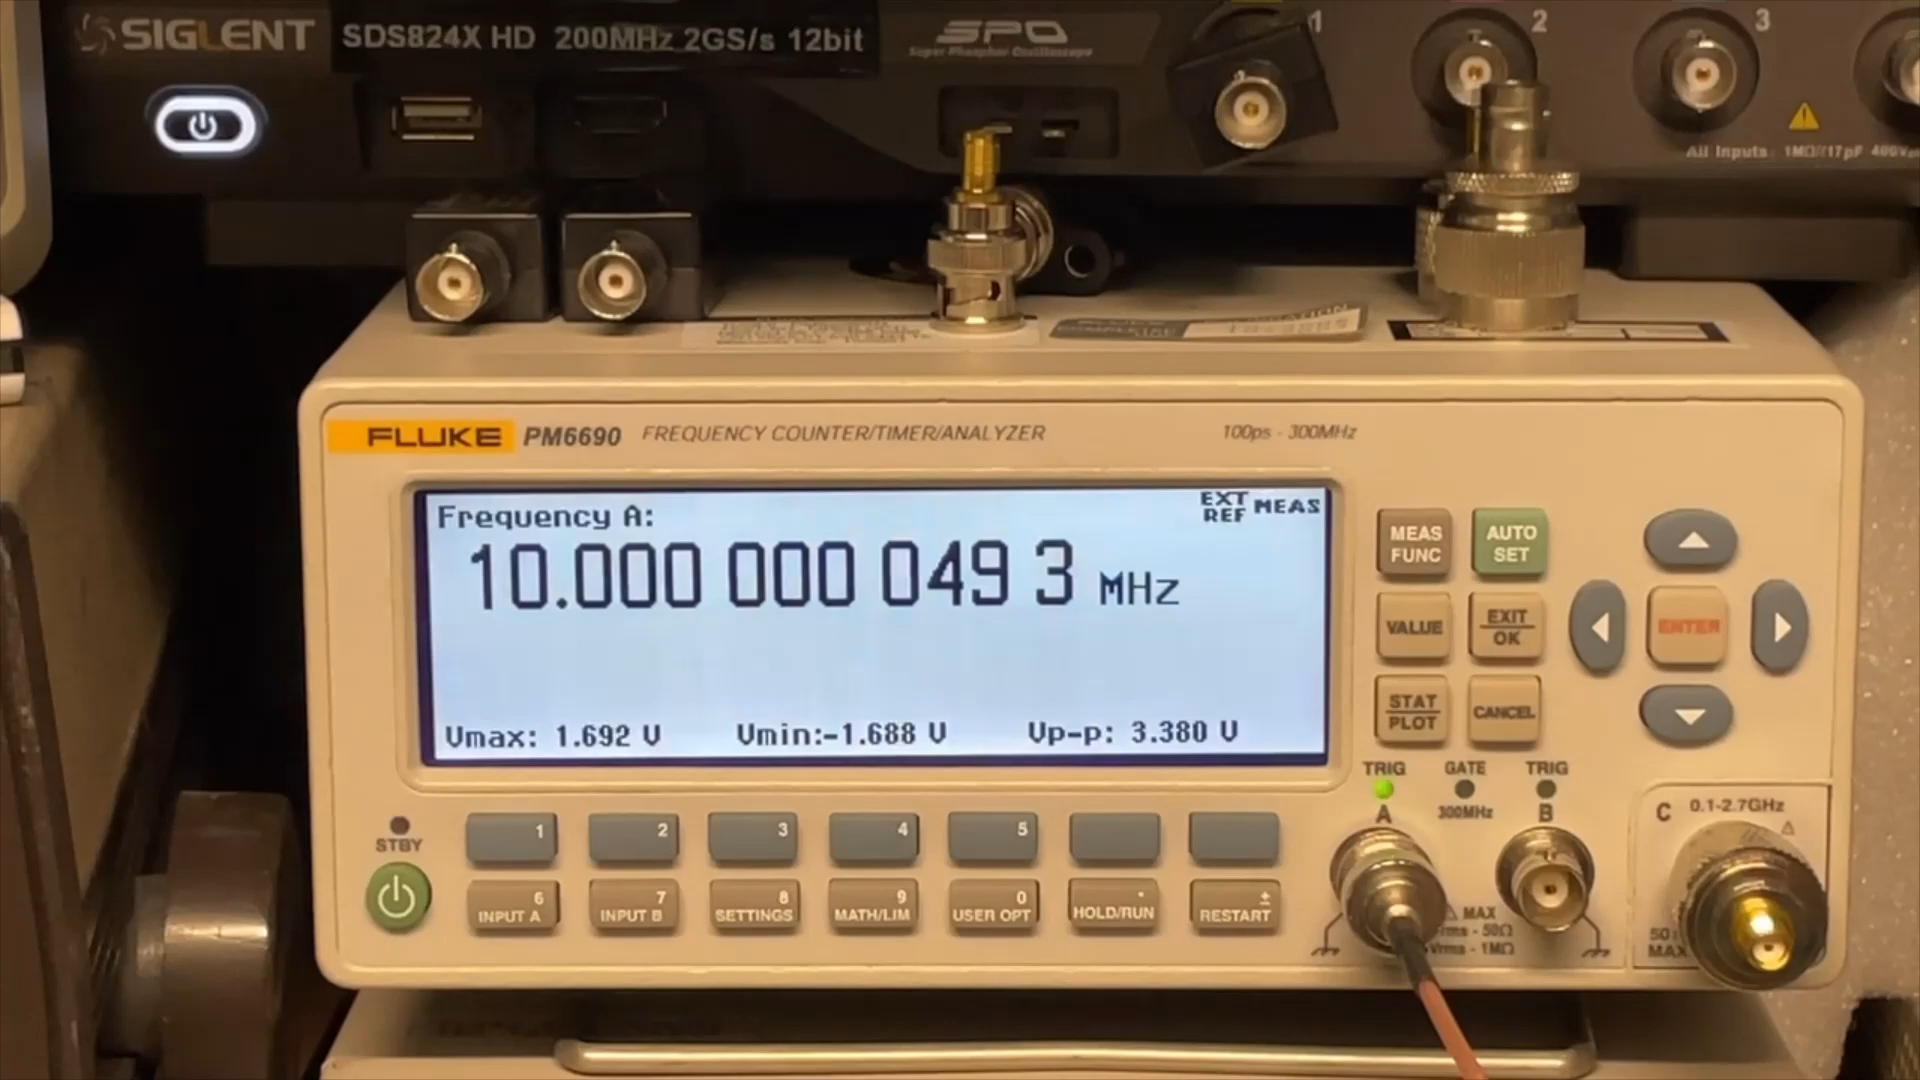 SIGLENT SDS824X HD 200MHz 2GS/s 12bit
SPO
Super Phosphor Oscilloscope
1
2
3
All Inputs: 1MΩ//17pF
FLUKE PM6690 FREQUENCY COUNTER/TIMER/ANALYZER 100ps - 300MHz
Frequency A:
EXT REF MEAS
10.000 000 049 3 MHz
Vmax: 1.692 V Vmin:-1.688 V Vp-p: 3.380 V
MEAS FUNC
AUTO SET
VALUE
EXIT OK
ENTER
STAT PLOT
CANCEL
TRIG GATE TRIG
A 300MHz B
C 0.1-2.7GHz
STBY
1 2 3 4 5
6 7 8 9 0 . ±
INPUT A INPUT B SETTINGS MATH/LIM USER OPT HOLD/RUN RESTART
MAX
Vrms - 50Ω
Vrms - 1MΩ
MAX